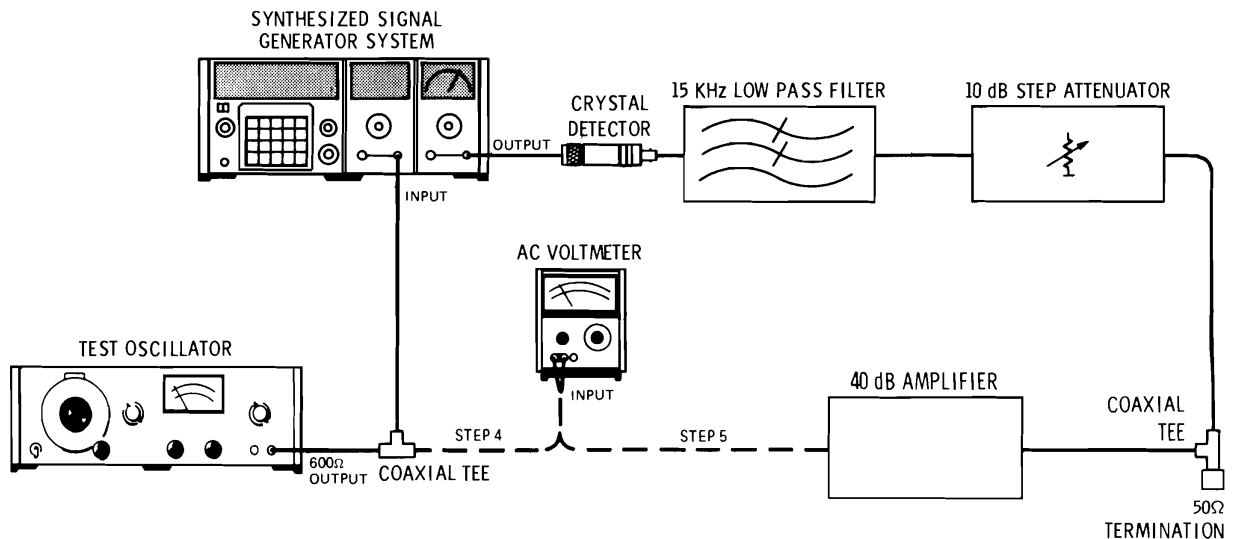 SYNTHESIZED SIGNAL
GENERATOR SYSTEM
OUTPUT
INPUT
CRYSTAL
DETECTOR
15 KHz LOW PASS FILTER
10 dB STEP ATTENUATOR
AC VOLTMETER
INPUT
TEST OSCILLATOR
600Ω
OUTPUT
COAXIAL TEE
STEP 4
STEP 5
40 dB AMPLIFIER
COAXIAL
TEE
50Ω
TERMINATION